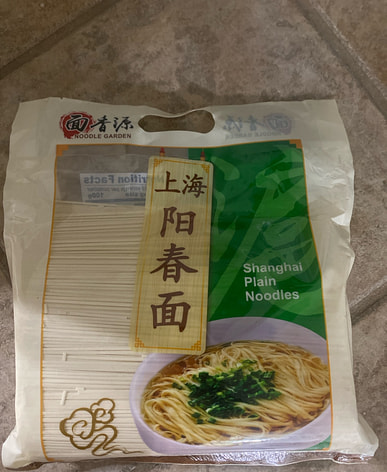 面香源
NOODLE GARDEN
Nutrition Facts
上海
阳春面
Shanghai
Plain
Noodles